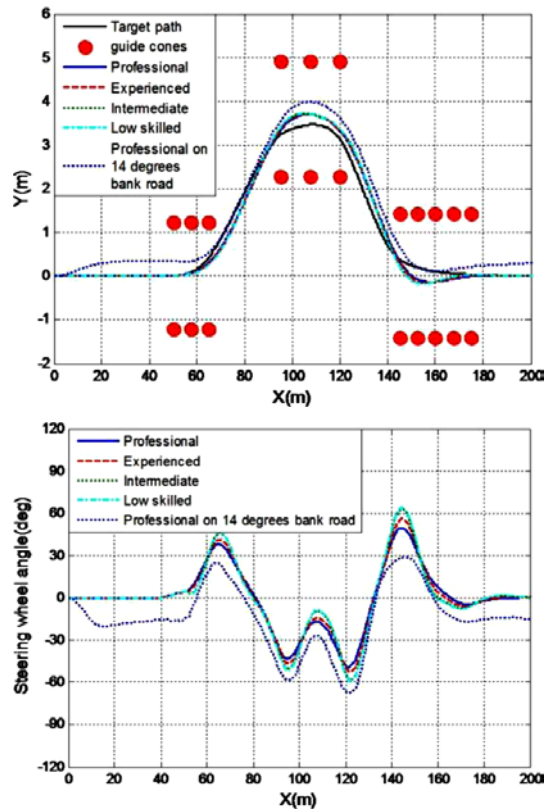 Target path
guide cones
Professional
Experienced
Intermediate
Low skilled
Professional on
14 degrees
bank road
6
5
4
3
2
1
0
-1
-2
Y(m)
0 20 40 60 80 100 120 140 160 180 200
X(m)
Professional
Experienced
Intermediate
Low skilled
Professional on 14 degrees bank road
120
90
60
30
0
-30
-60
-90
-120
Steering wheel angle(deg)
0 20 40 60 80 100 120 140 160 180 200
X(m)